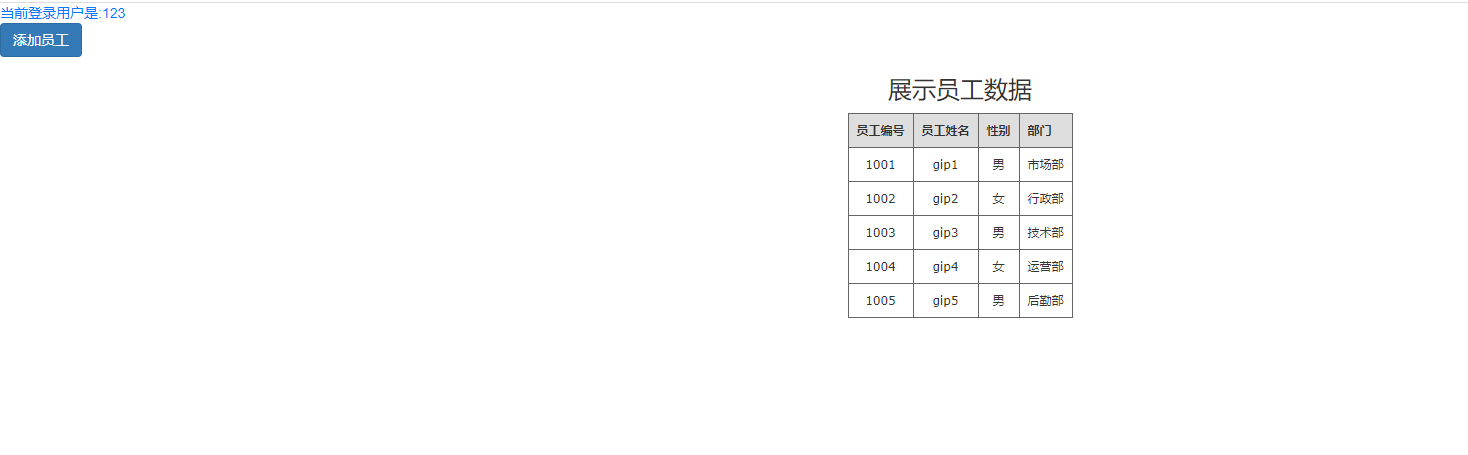 当前登录用户是:123
添加员工
展示员工数据
员工编号 员工姓名 性别 部门
1001 gip1 男 市场部
1002 gip2 女 行政部
1003 gip3 男 技术部
1004 gip4 女 运营部
1005 gip5 男 后勤部